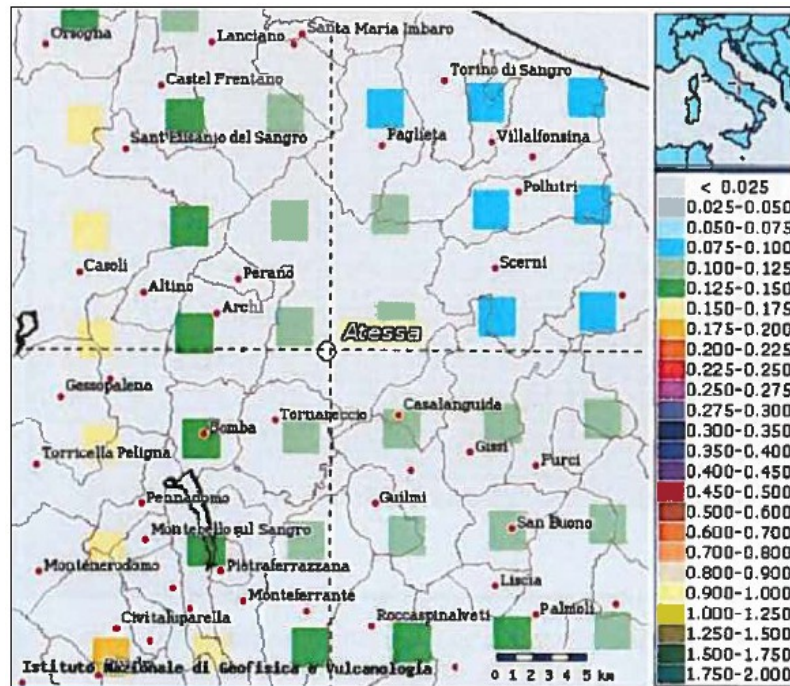 Orsogna
Lanciano
Santa Maria Imbaro
Castel Frentano
Torino di Sangro
Sant'Eusanio del Sangro
Paglieta
Villalfonsina
Pollutri
Casoli
Altino
Perano
Scerni
Archi
Atessa
Gessopalena
Casalanguida
Tornareccio
Bomba
Gissi
Furci
Torricella Peligna
Pennadomo
Guilmi
Montebello sul Sangro
San Buono
Montenerodomo
Pietraferrazzana
Liscia
Monteferrante
Civitaluparella
Roccaspinalveti
Palmoli
Istituto Nazionale di Geofisica e Vulcanologia
0 1 2 3 4 5 km
< 0.025
0.025-0.050
0.050-0.075
0.075-0.100
0.100-0.125
0.125-0.150
0.150-0.175
0.175-0.200
0.200-0.225
0.225-0.250
0.250-0.275
0.275-0.300
0.300-0.350
0.350-0.400
0.400-0.450
0.450-0.500
0.500-0.600
0.600-0.700
0.700-0.800
0.800-0.900
0.900-1.000
1.000-1.250
1.250-1.500
1.500-1.750
1.750-2.000